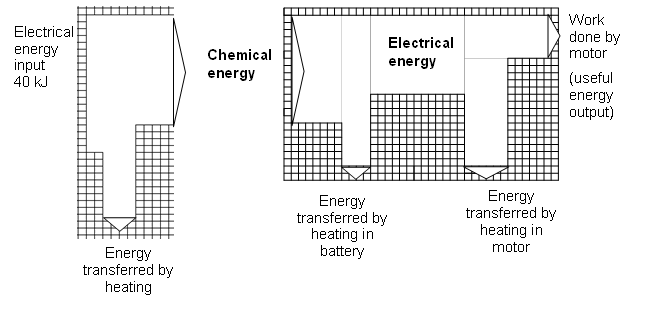 Electrical
energy
input
40 kJ
Chemical
energy
Electrical
energy
Work
done by
motor
(useful
energy
output)
Energy
transferred by
heating
Energy
transferred by
heating in
battery
Energy
transferred by
heating in
motor